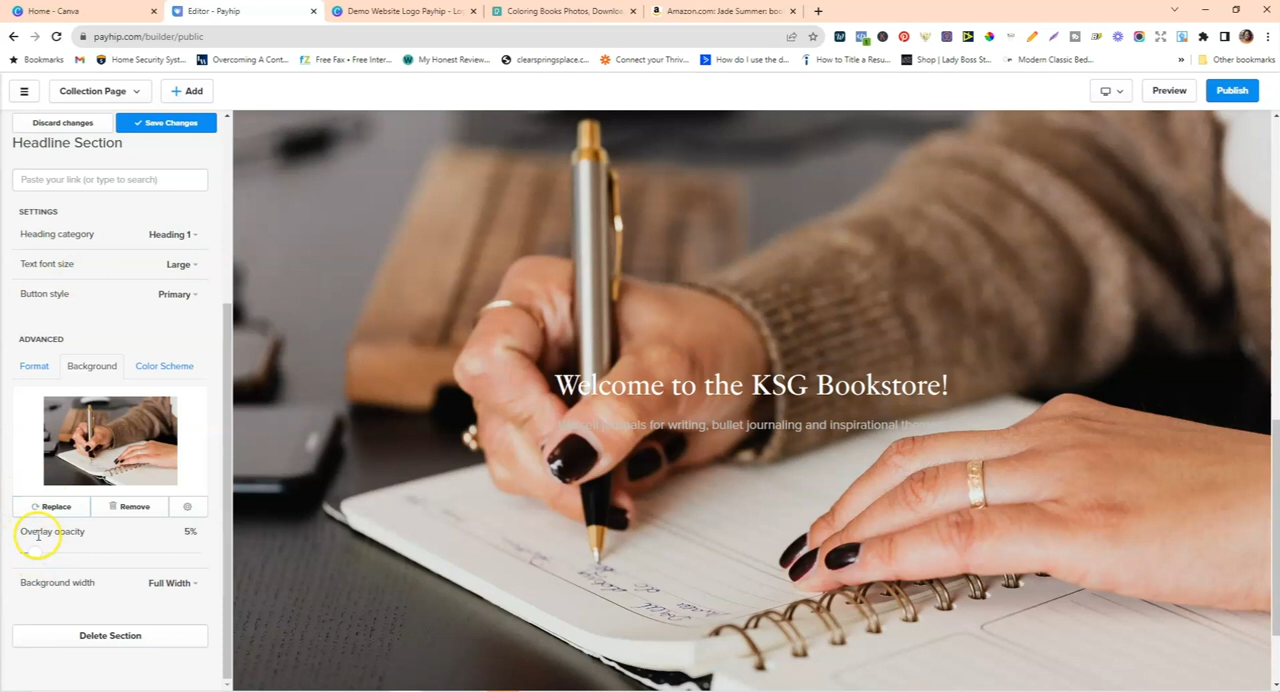 Home - Canva
Editor - Payhip
Demo Website Logo Payhip - Lo
Coloring Books Photos, Downloa
Amazon.com: Jade Summer: boo
payhip.com/builder/public
Bookmarks
Home Security Syst...
Overcoming A Cont...
Free Fax • Free Inter...
My Honest Review...
clearspringsplace.c...
Connect your Thriv...
How do I use the d...
How to Title a Resu...
Shop | Lady Boss St...
Modern Classic Bed...
»
Other bookmarks
Collection Page
+ Add
Preview
Publish
Discard changes
Save Changes
Headline Section
Paste your link (or type to search)
SETTINGS
Heading category
Heading 1
Text font size
Large
Button style
Primary
ADVANCED
Format
Background
Color Scheme
Welcome to the KSG Bookstore!
journals for writing, bullet journaling and inspirational
Replace
Remove
Overlay opacity
5%
Background width
Full Width
Delete Section